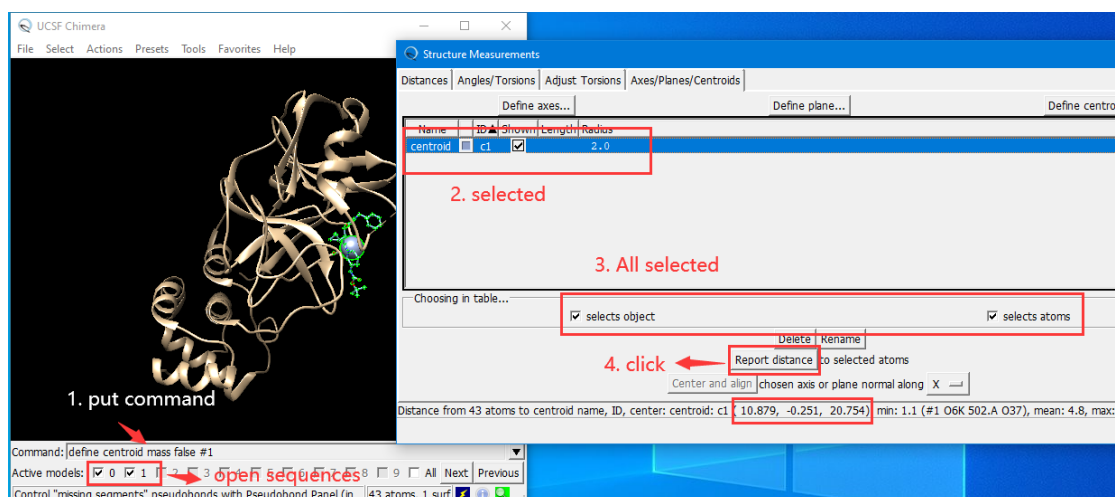 UCSF Chimera
File Select Actions Presets Tools Favorites Help
Structure Measurements
Distances Angles/Torsions Adjust Torsions Axes/Planes/Centroids
Define axes... Define plane... Define centro
Name ID▲ Shown Length Radius
centroid c1 2.0
2. selected
3. All selected
Choosing in table...
selects object selects atoms
Delete Rename
4. click Report distance to selected atoms
Center and align chosen axis or plane normal along X
1. put command
Distance from 43 atoms to centroid name, ID, center: centroid: c1 ( 10.879, -0.251, 20.754) min: 1.1 (#1 O6K 502.A O37), mean: 4.8, max:
Command: define centroid mass false #1
Active models: 0 1 2 3 8 9 All Next Previous
open sequences
Control "missing segments" pseudobonds with Pseudobond Panel (in 43 atoms, 1 surf